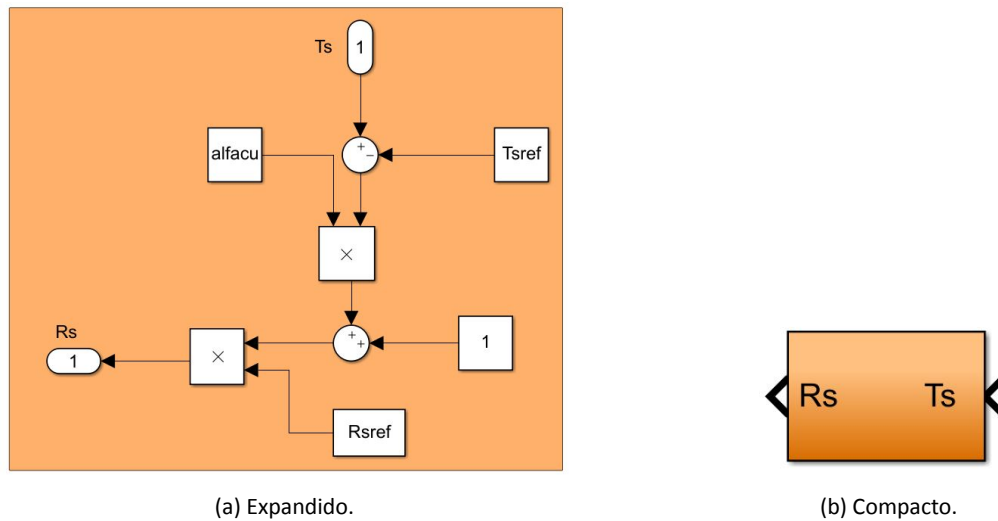 Ts
1
+
−
alfacu
Tsref
×
+
+
1
Rs
1
×
Rsref
Rs
Ts
(a) Expandido.
(b) Compacto.